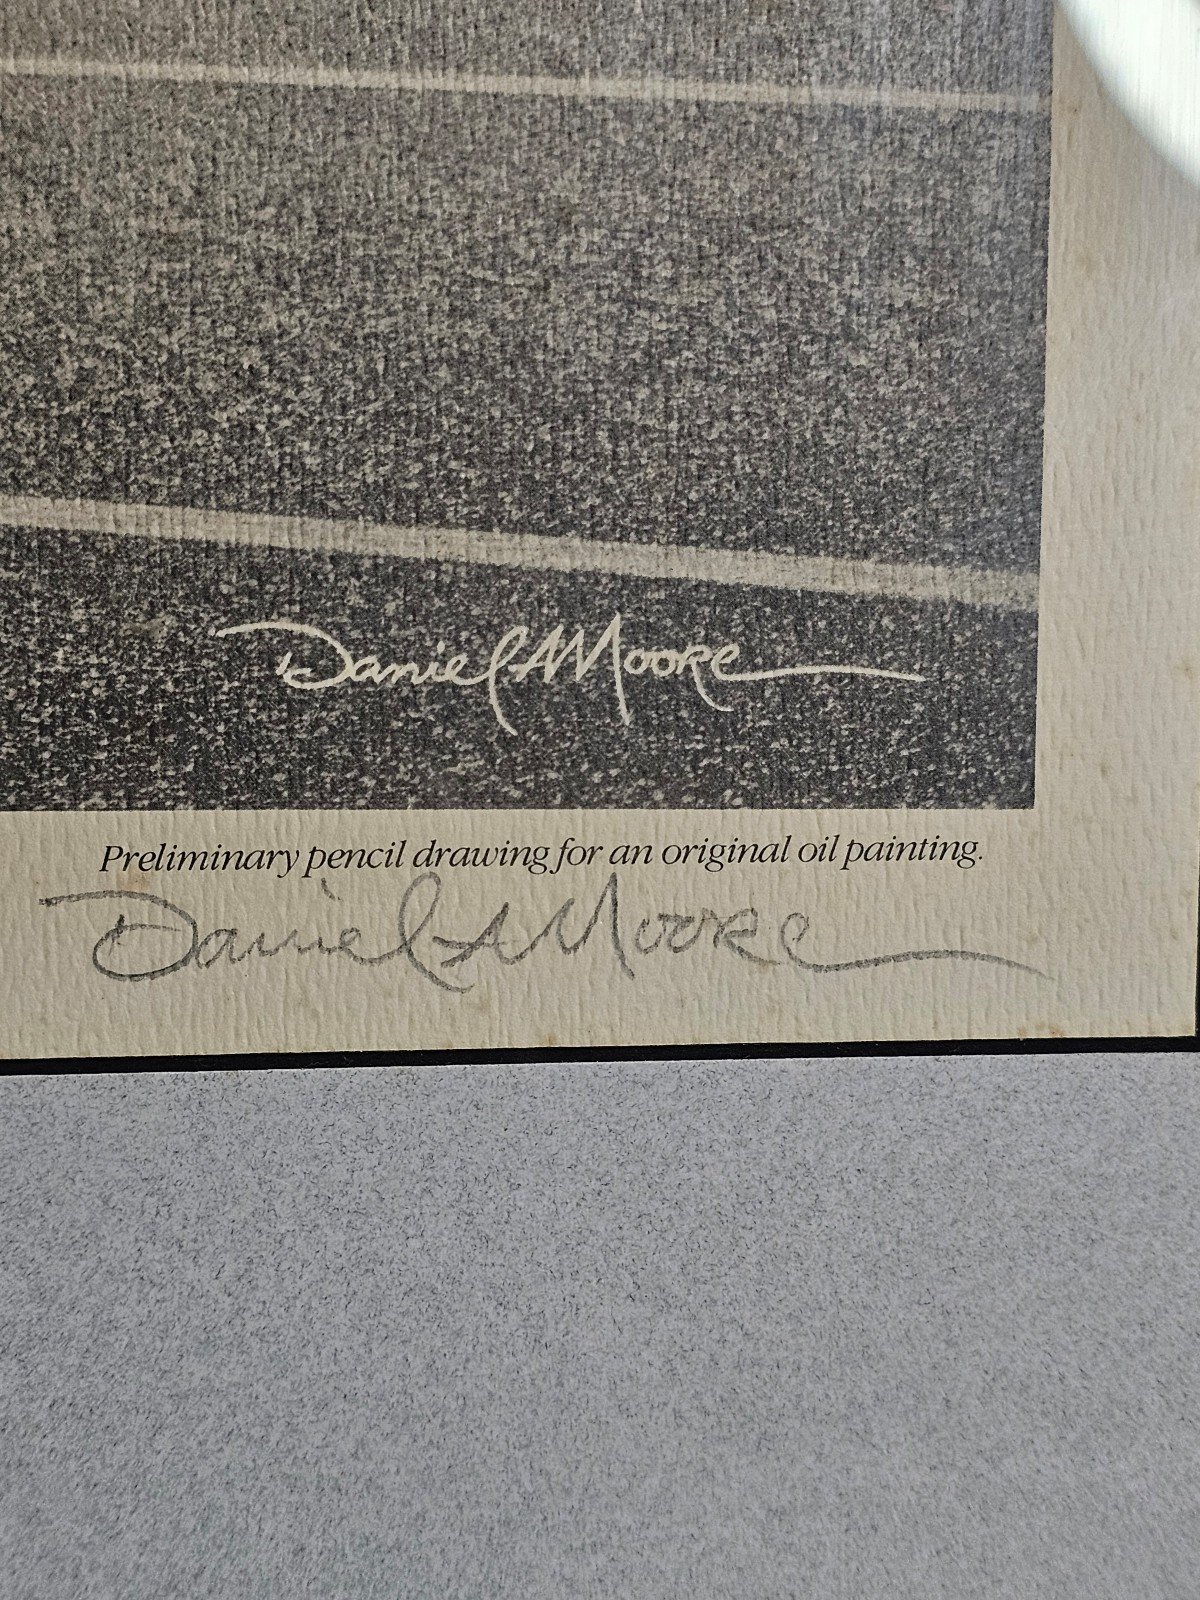 Daniel A Moore
Preliminary pencil drawing for an original oil painting.
Daniel A Moore